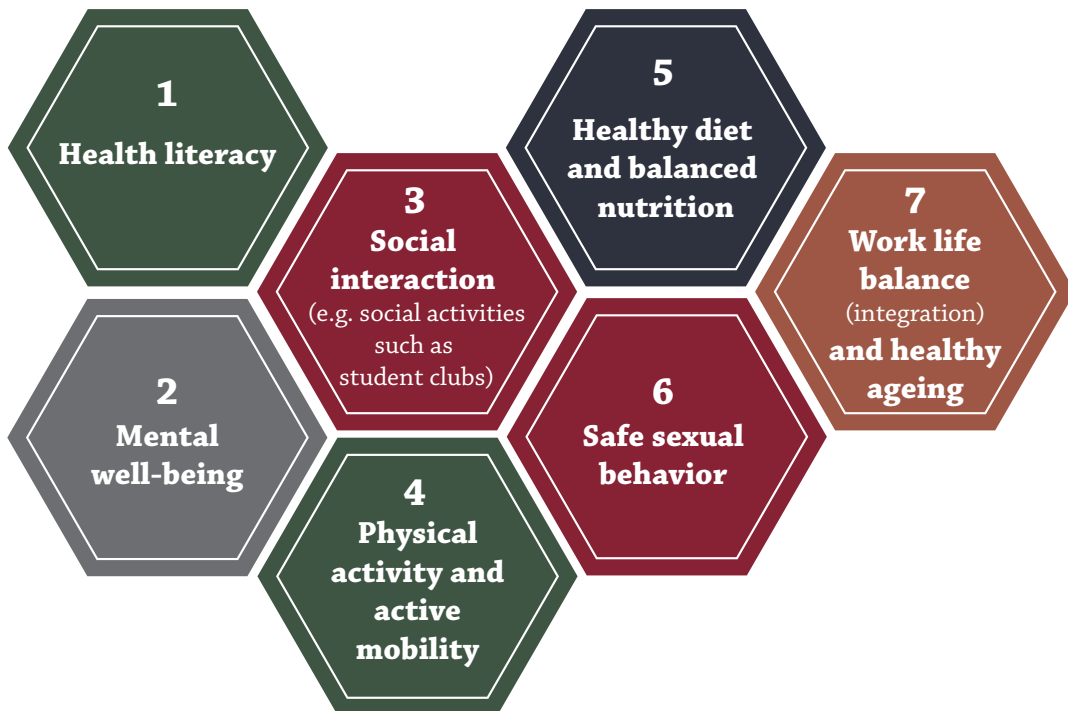 1
Health literacy
2
Mental
well-being
3
Social
interaction
(e.g. social activities
such as
student clubs)
4
Physical
activity and
active
mobility
5
Healthy diet
and balanced
nutrition
6
Safe sexual
behavior
7
Work life
balance
(integration)
and healthy
ageing